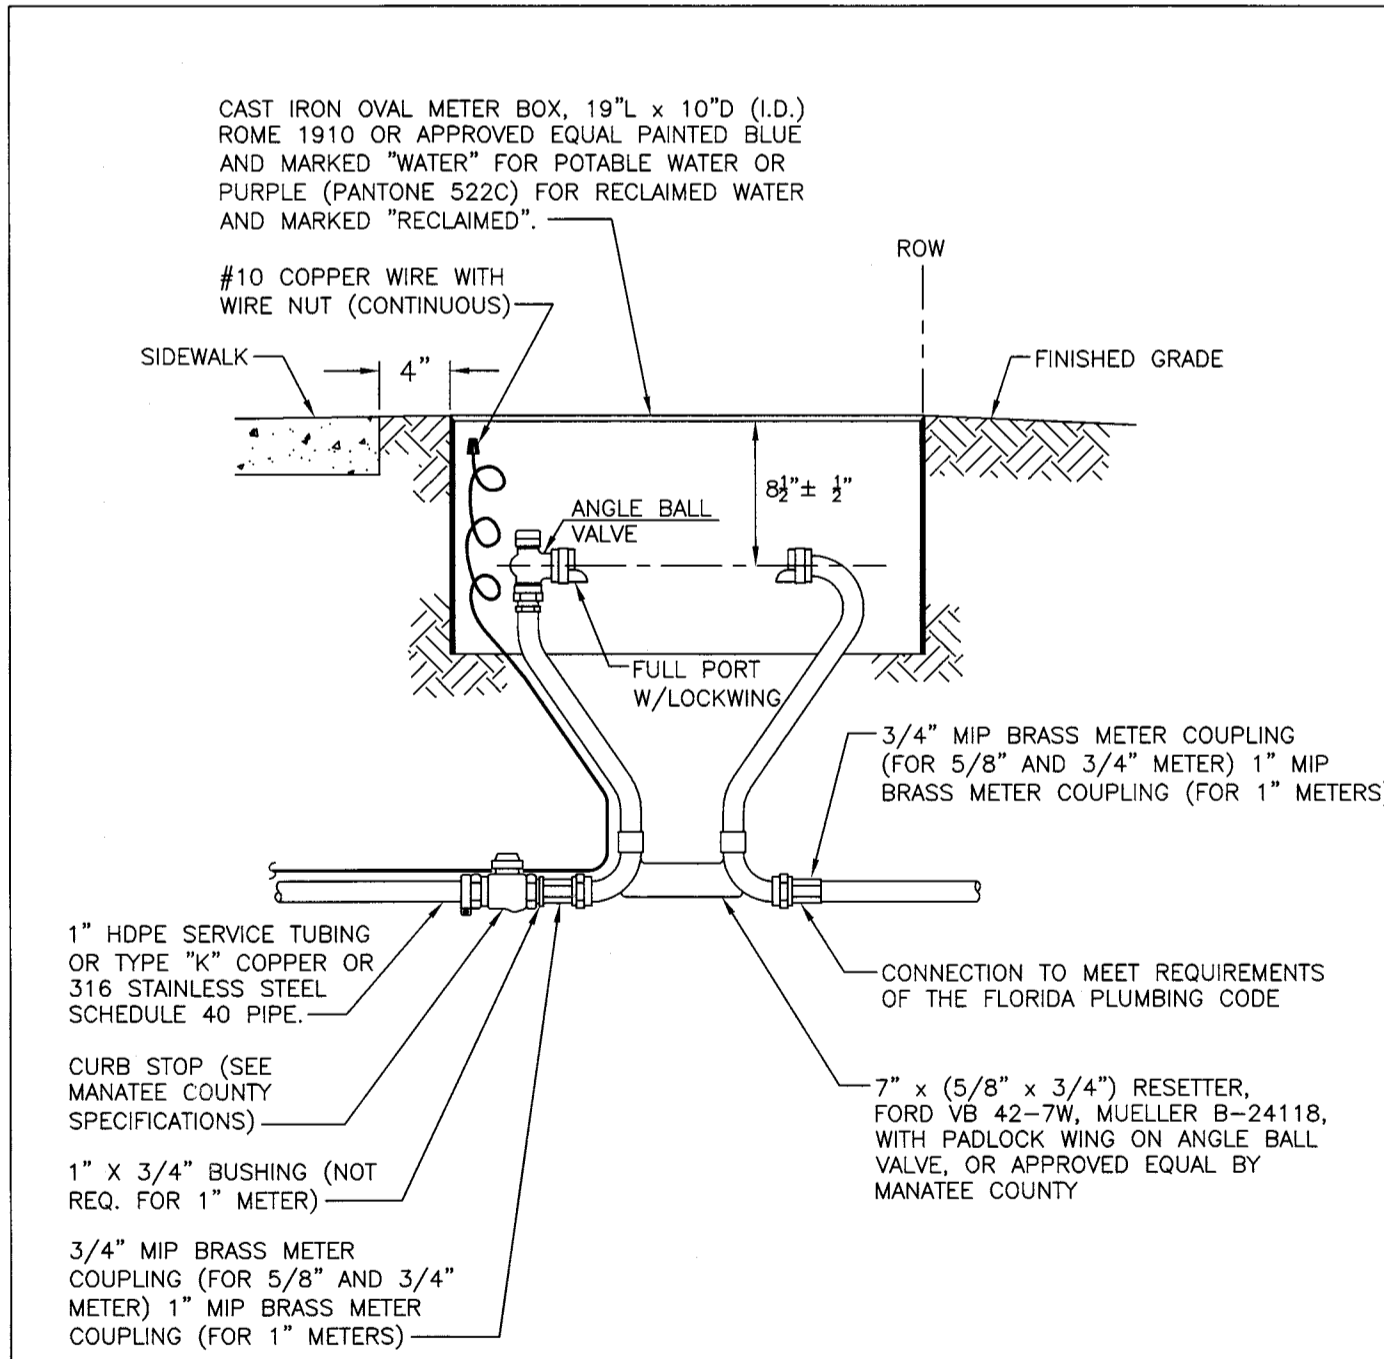 CAST IRON OVAL METER BOX, 19"L x 10"D (I.D.)
ROME 1910 OR APPROVED EQUAL PAINTED BLUE
AND MARKED "WATER" FOR POTABLE WATER OR
PURPLE (PANTONE 522C) FOR RECLAIMED WATER
AND MARKED "RECLAIMED".
ROW
#10 COPPER WIRE WITH
WIRE NUT (CONTINUOUS)
SIDEWALK
4"
FINISHED GRADE
8½"± ½"
ANGLE BALL
VALVE
FULL PORT
W/LOCKWING
3/4" MIP BRASS METER COUPLING
(FOR 5/8" AND 3/4" METER) 1" MIP
BRASS METER COUPLING (FOR 1" METERS)
1" HDPE SERVICE TUBING
OR TYPE "K" COPPER OR
316 STAINLESS STEEL
SCHEDULE 40 PIPE.
CONNECTION TO MEET REQUIREMENTS
OF THE FLORIDA PLUMBING CODE
CURB STOP (SEE
MANATEE COUNTY
SPECIFICATIONS)
7" x (5/8" x 3/4") RESETTER,
FORD VB 42-7W, MUELLER B-24118,
WITH PADLOCK WING ON ANGLE BALL
VALVE, OR APPROVED EQUAL BY
MANATEE COUNTY
1" X 3/4" BUSHING (NOT
REQ. FOR 1" METER)
3/4" MIP BRASS METER
COUPLING (FOR 5/8" AND 3/4"
METER) 1" MIP BRASS METER
COUPLING (FOR 1" METERS)